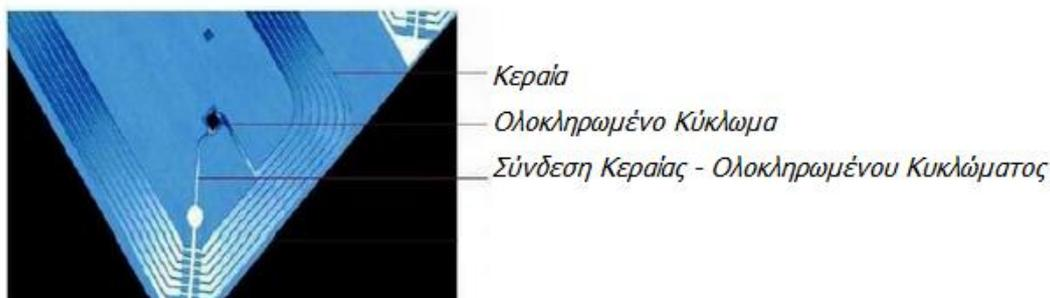 Κεραία
Ολοκληρωμένο Κύκλωμα
Σύνδεση Κεραίας - Ολοκληρωμένου Κυκλώματος